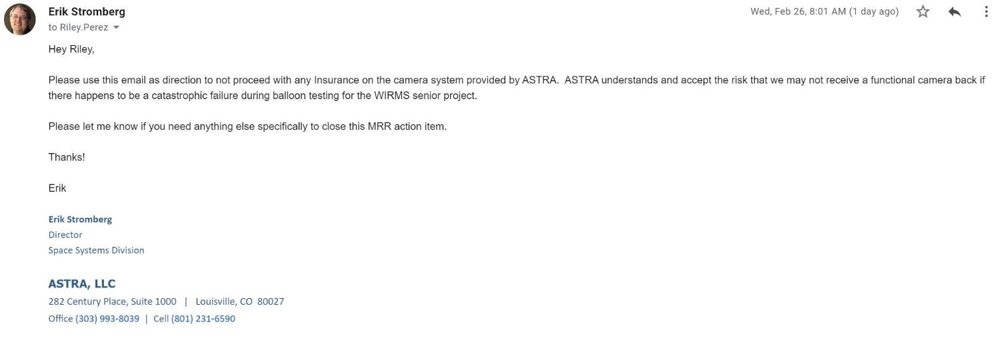 Erik Stromberg
Wed, Feb 26, 8:01 AM (1 day ago)
to Riley.Perez
Hey Riley,
Please use this email as direction to not proceed with any Insurance on the camera system provided by ASTRA.  ASTRA understands and accept the risk that we may not receive a functional camera back if
there happens to be a catastrophic failure during balloon testing for the WIRMS senior project.
Please let me know if you need anything else specifically to close this MRR action item.
Thanks!
Erik
Erik Stromberg
Director
Space Systems Division
ASTRA, LLC
282 Century Place, Suite 1000   |   Louisville, CO  80027
Office (303) 993-8039  |  Cell (801) 231-6590